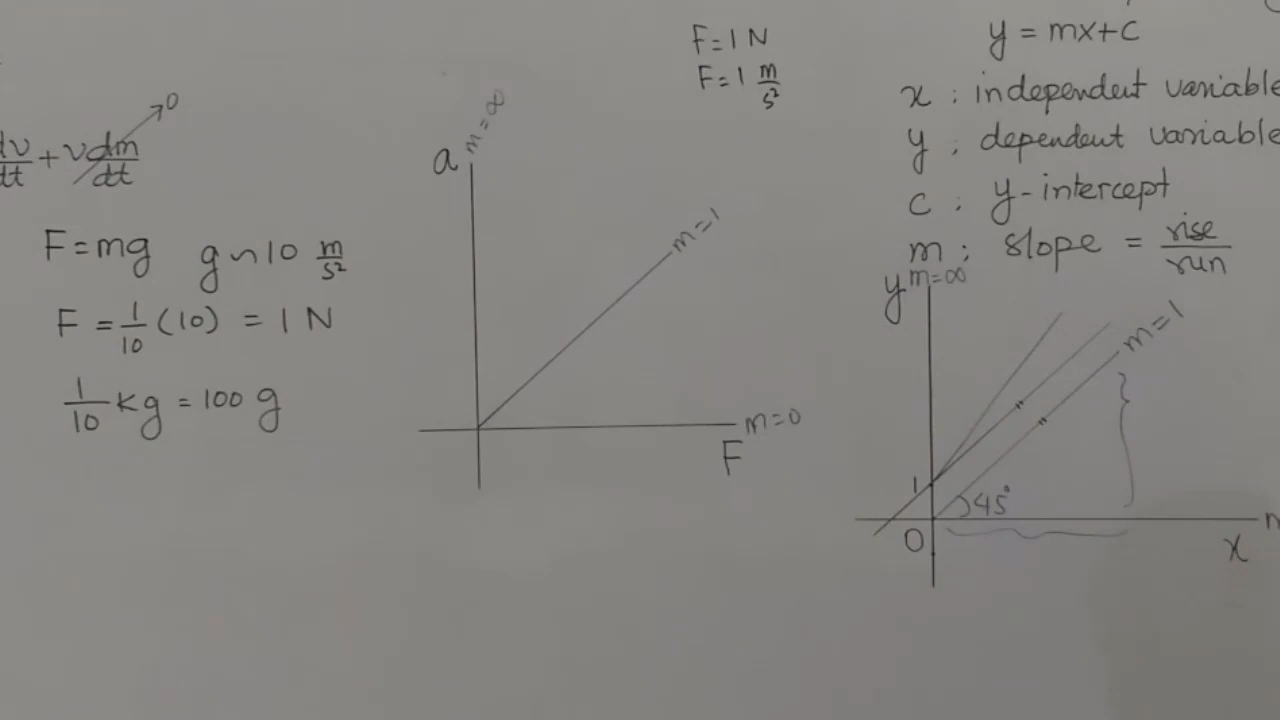 dv/dt + v dm/dt → 0
F = mg   g ~ 10 m/s²
F = 1/10 (10) = 1 N
1/10 kg = 100 g
F = 1 N
F = 1 m/s²
a
m = ∞
m = 1
m = 0
F
y = mx + c
x : independent variable
y : dependent variable
c : y-intercept
m : slope = rise/run
y
m = ∞
m = 1
1
45°
0
x